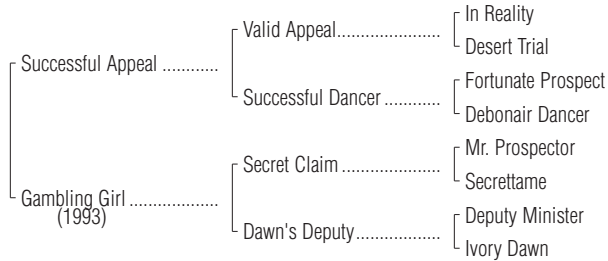 In Reality
Valid Appeal..................
Desert Trial
Successful Appeal ............
Fortunate Prospect
Successful Dancer ............
Debonair Dancer
Mr. Prospector
Secret Claim .....................
Secrettame
Gambling Girl ...................
(1993)
Deputy Minister
Dawn's Deputy..................
Ivory Dawn